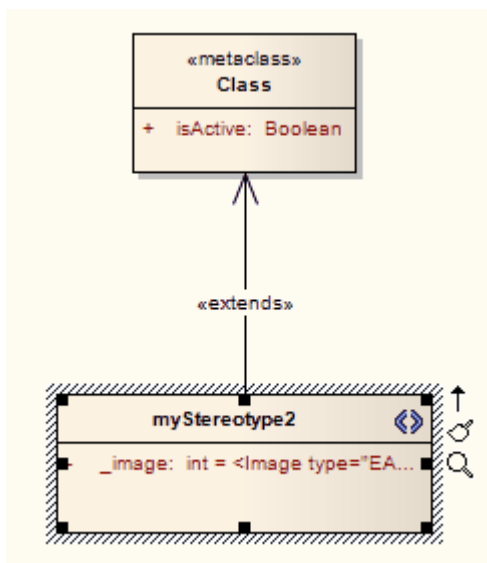 «metaclass»
Class
+ isActive: Boolean
«extends»
myStereotype2
_image: int = <Image type="EA...